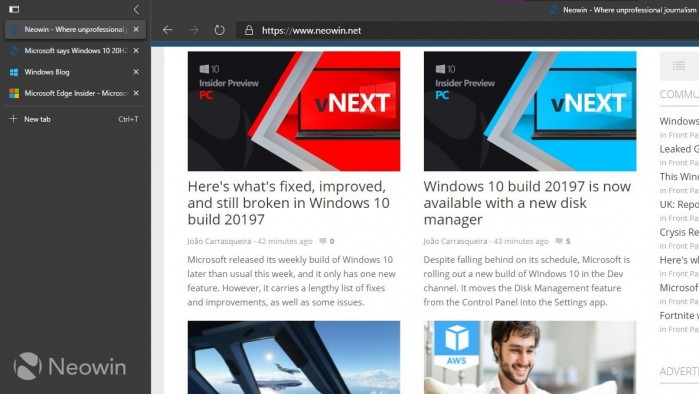 Neowin - Where unprofessional j
Microsoft says Windows 10 20H2
Windows Blog
Microsoft Edge Insider - Microso
New tab Ctrl+T
Neowin
Neowin - Where unprofessional journalism
https://www.neowin.net
10
Insider Preview
PC
vNEXT
Here's what's fixed, improved,
and still broken in Windows 10
build 20197
João Carrasqueira · 42 minutes ago 0
Microsoft released its weekly build of Windows 10
later than usual this week, and it only has one new
feature. However, it carries a lengthy list of fixes
and improvements, as well as some issues.
10
Insider Preview
PC
vNEXT
Windows 10 build 20197 is now
available with a new disk
manager
João Carrasqueira · 43 minutes ago 5
Despite falling behind on its schedule, Microsoft is
rolling out a new build of Windows 10 in the Dev
channel. It moves the Disk Management feature
from the Control Panel into the Settings app.
AWS
COMMU
Windows
in Front Pa
Leaked G
in Front Pa
This Wind
in Front Pa
UK: Repo
in Front Pa
Crysis Re
in Front Pa
Here's wh
in Front Pa
Microsoft
in Front Pa
Fortnite w
in Front Pa
ADVERT